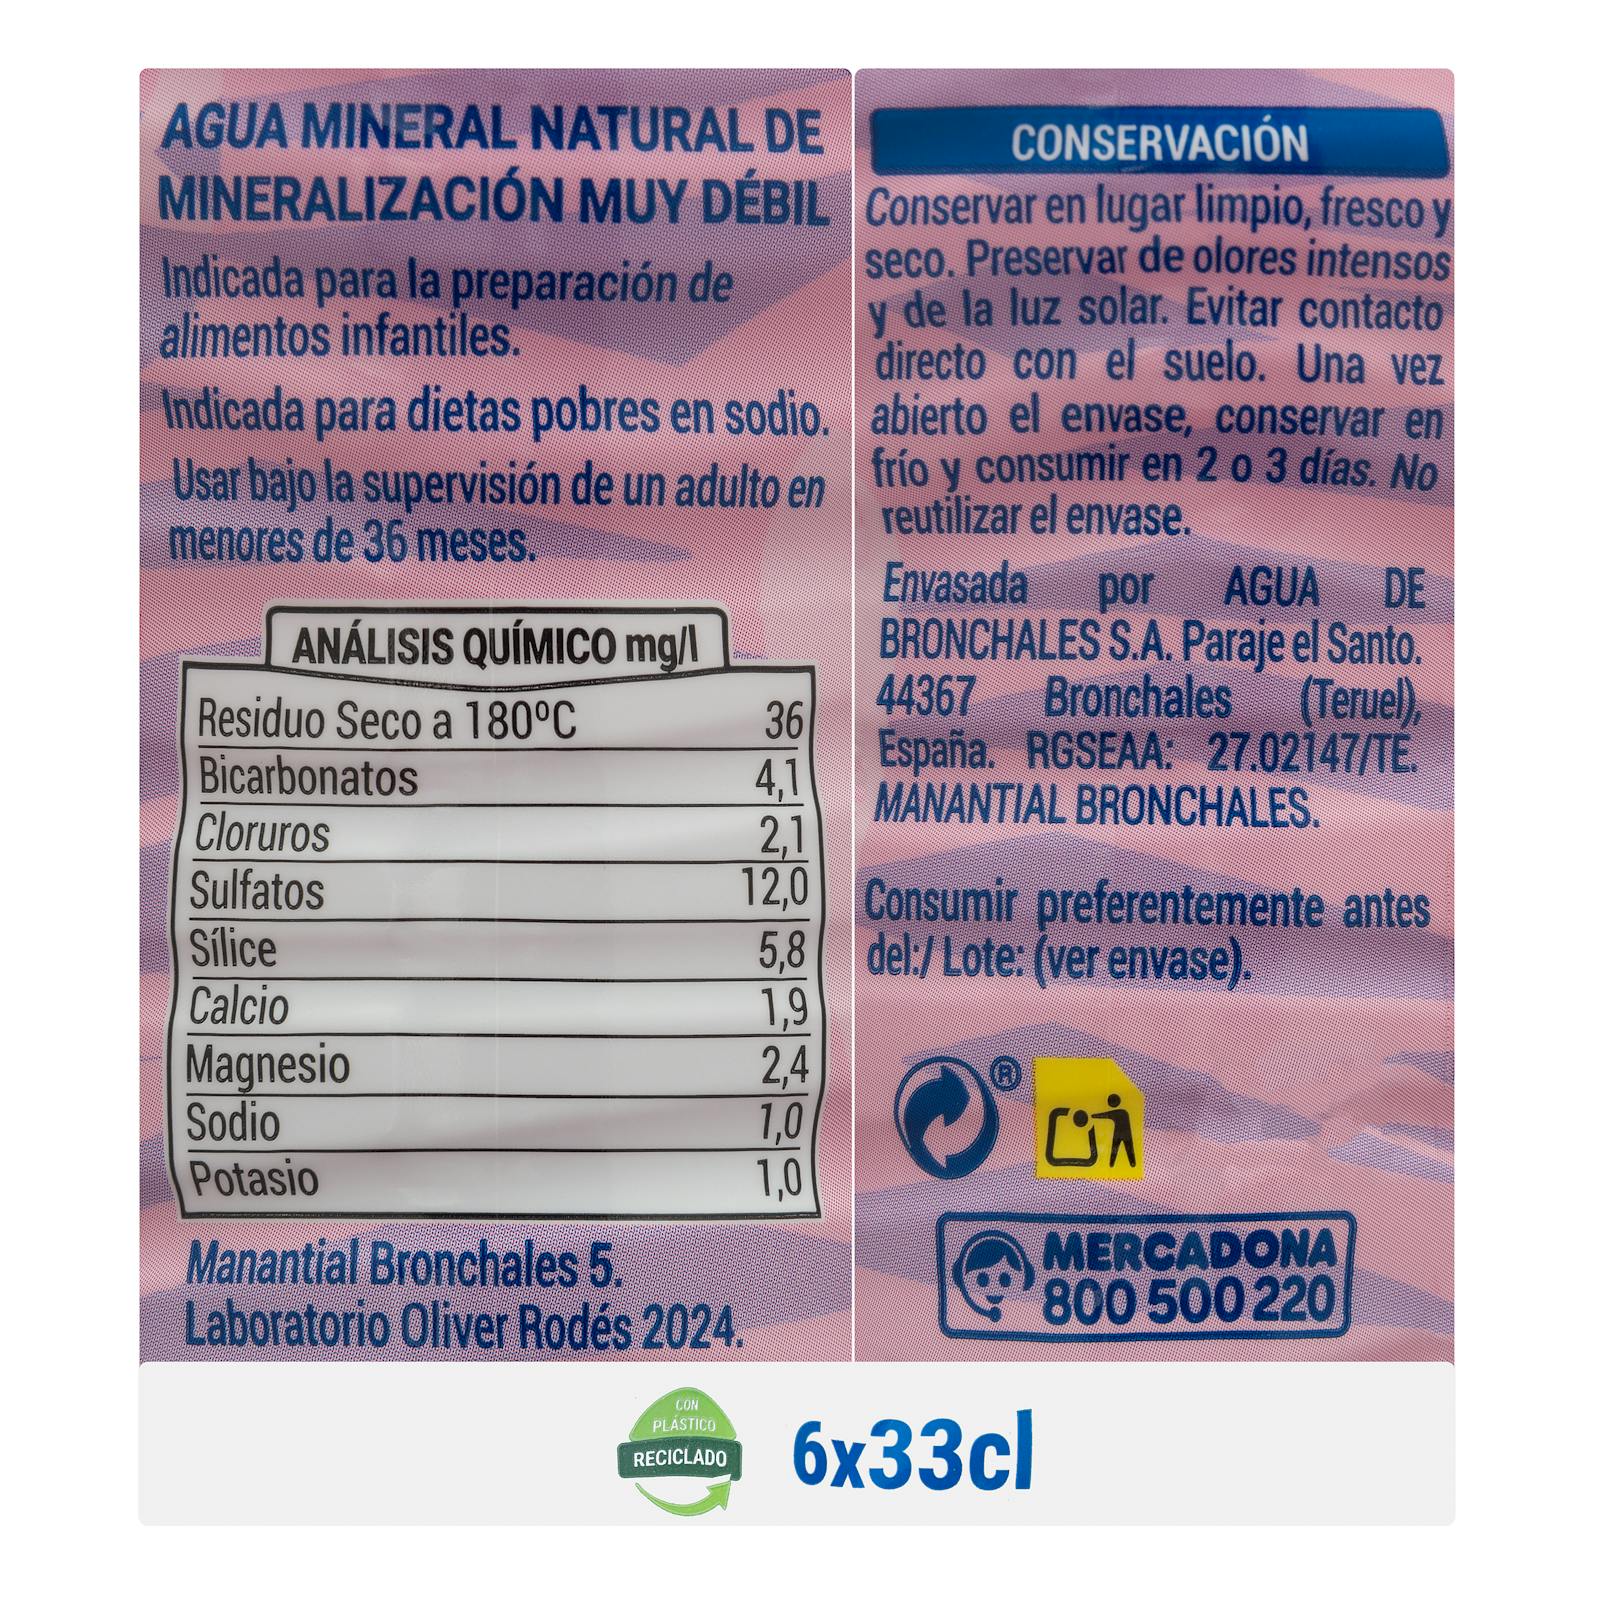 AGUA MINERAL NATURAL DE
MINERALIZACIÓN MUY DÉBIL
Indicada para la preparación de
alimentos infantiles.
Indicada para dietas pobres en sodio.
Usar bajo la supervisión de un adulto en
menores de 36 meses.
ANÁLISIS QUÍMICO mg/l
Residuo Seco a 180ºC 36
Bicarbonatos 4,1
Cloruros 2,1
Sulfatos 12,0
Sílice 5,8
Calcio 1,9
Magnesio 2,4
Sodio 1,0
Potasio 1,0
Manantial Bronchales 5.
Laboratorio Oliver Rodés 2024.
CONSERVACIÓN
Conservar en lugar limpio, fresco y
seco. Preservar de olores intensos
y de la luz solar. Evitar contacto
directo con el suelo. Una vez
abierto el envase, conservar en
frío y consumir en 2 o 3 días. No
reutilizar el envase.
Envasada por AGUA DE
BRONCHALES S.A. Paraje el Santo.
44367 Bronchales (Teruel),
España. RGSEAA: 27.02147/TE.
MANANTIAL BRONCHALES.
Consumir preferentemente antes
del:/ Lote: (ver envase).
®
MERCADONA
800 500 220
CON
PLÁSTICO
RECICLADO
6x33cl